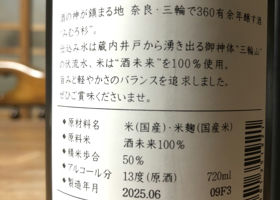 酒の神が鎮まる地 奈良・三輪で360有余年醸す酒
"みむろ杉"。
仕込み水は蔵内井戸から湧き出る御神体"三輪山"
の伏流水、米は"酒未来"を100%使用。
旨みと軽やかさのバランスを追求しました。
ぜひご賞味くださいませ。
◆原材料名 米(国産)・米麹(国産米)
◆原料米 酒未来100%
◆精米歩合 50%
◆アルコール分 13度(原酒) 720ml
◆製造年月 2025.06 09F3